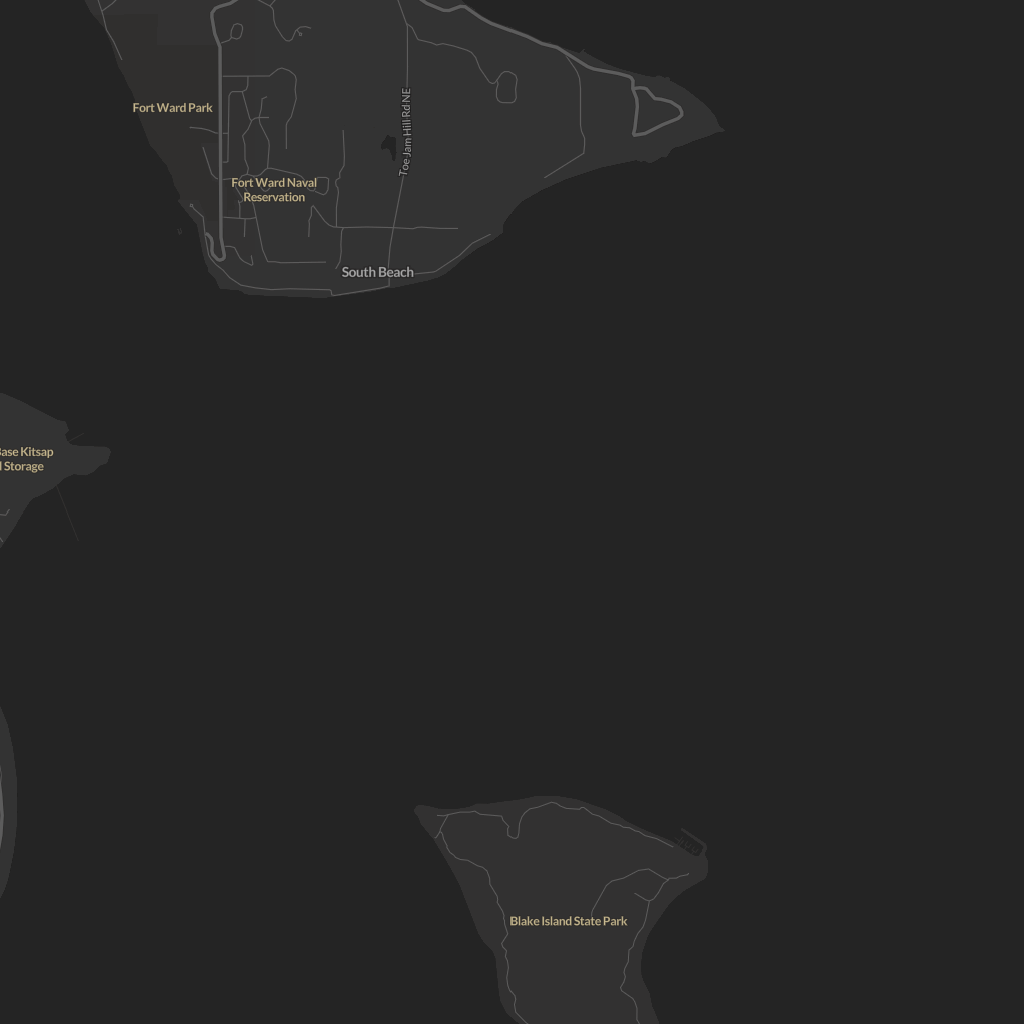 Fort Ward Park
Toe Jam Hill Rd NE
Fort Ward Naval
Reservation
South Beach
Base Kitsap
l Storage
Blake Island State Park